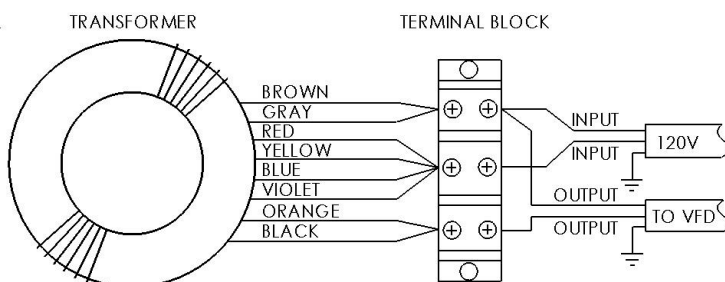 TRANSFORMER
TERMINAL BLOCK
BROWN
GRAY
RED
YELLOW
BLUE
VIOLET
ORANGE
BLACK
INPUT
INPUT
120V
OUTPUT
OUTPUT
TO VFD